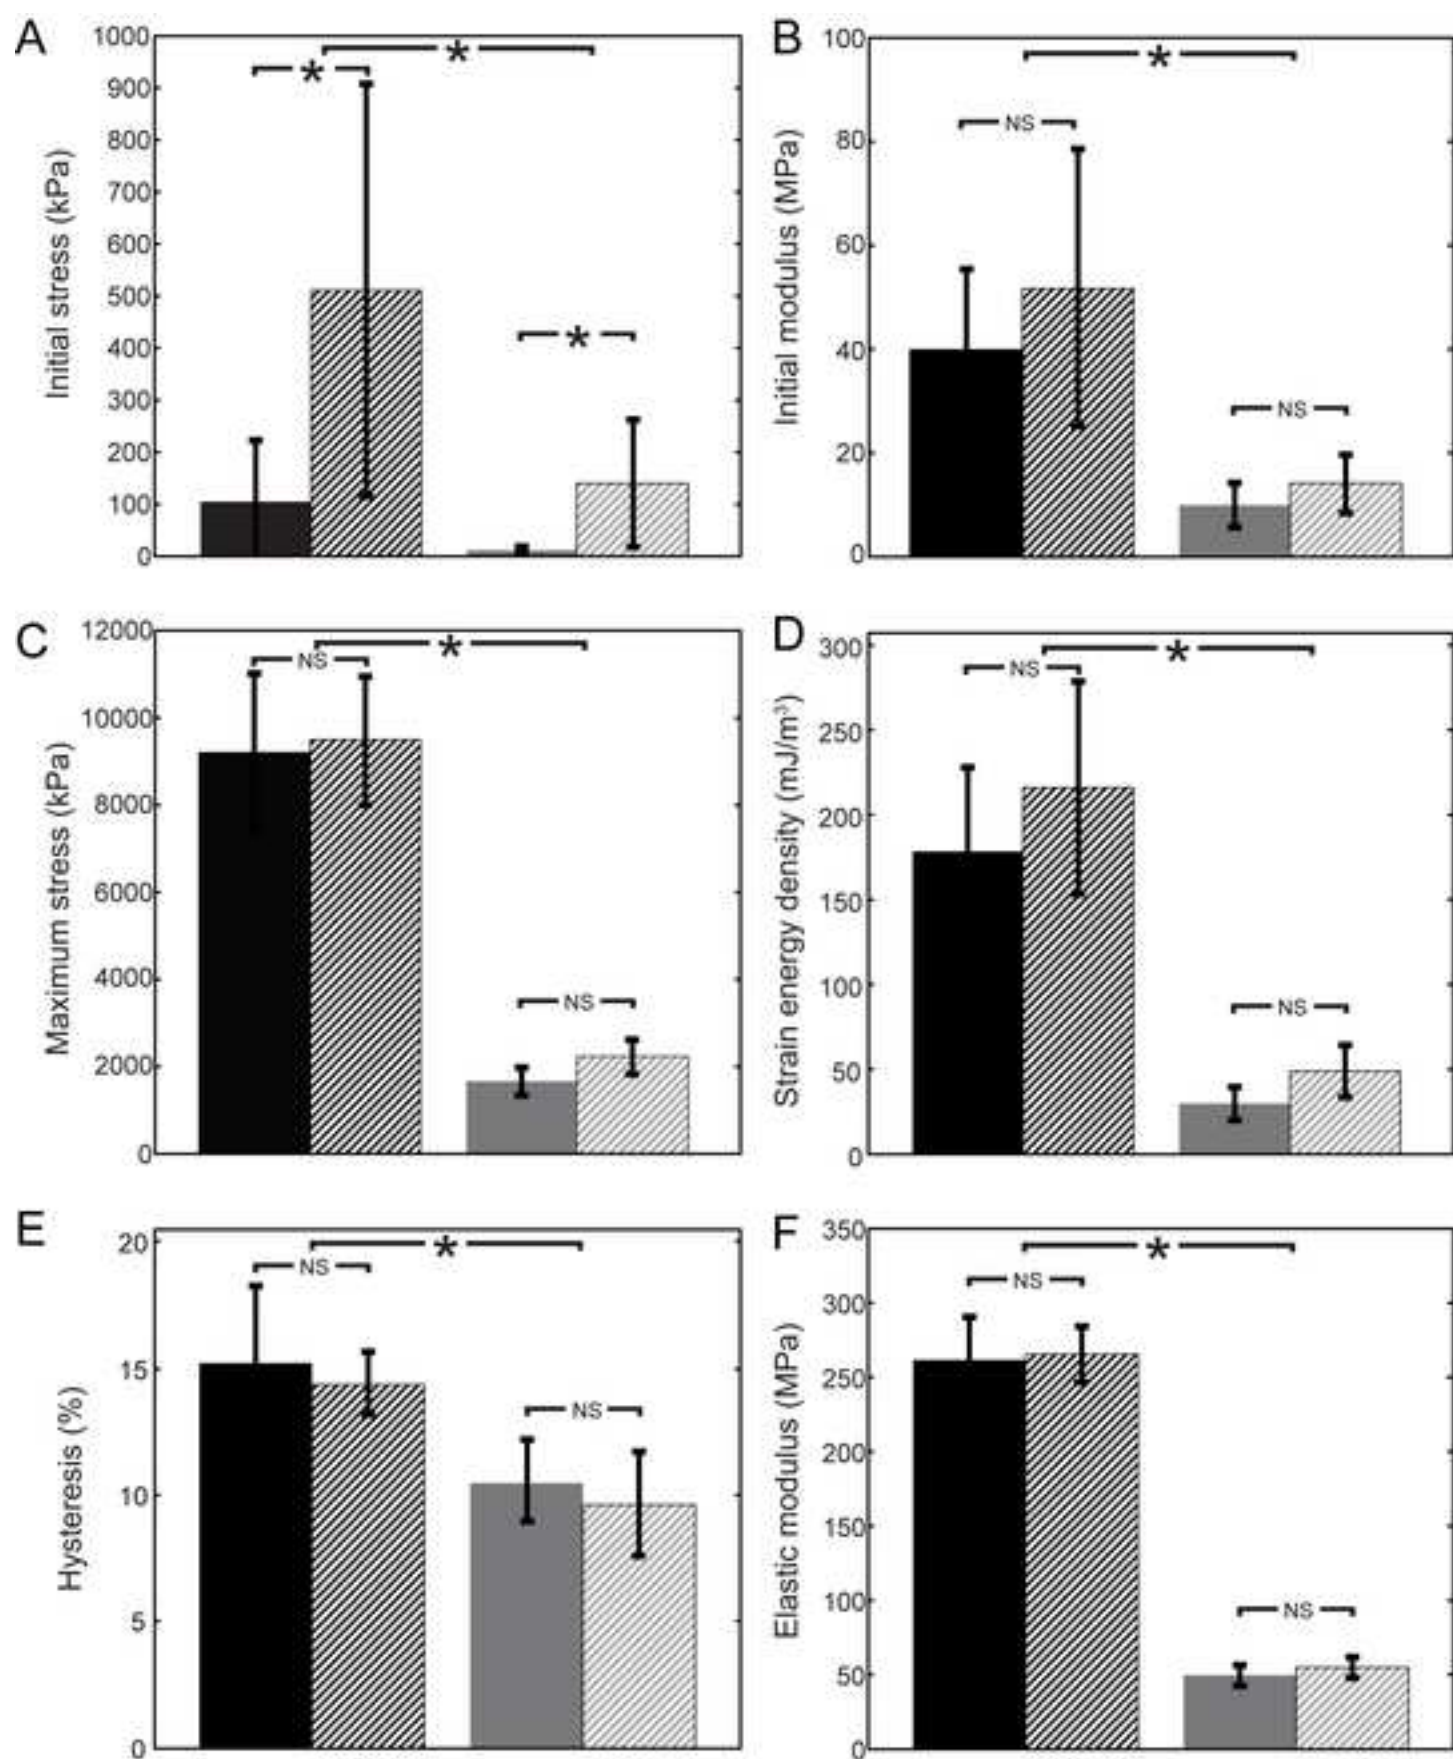 A
Initial stress (kPa)
1000
900
800
700
600
500
400
300
200
100
0
*
*
*
B
Initial modulus (MPa)
100
80
60
40
20
0
*
NS
NS
C
Maximum stress (kPa)
12000
10000
8000
6000
4000
2000
0
*
NS
NS
D
Strain energy density (mJ/m³)
300
250
200
150
100
50
0
*
NS
NS
E
Hysteresis (%)
20
15
10
5
0
*
NS
NS
F
Elastic modulus (MPa)
350
300
250
200
150
100
50
0
*
NS
NS